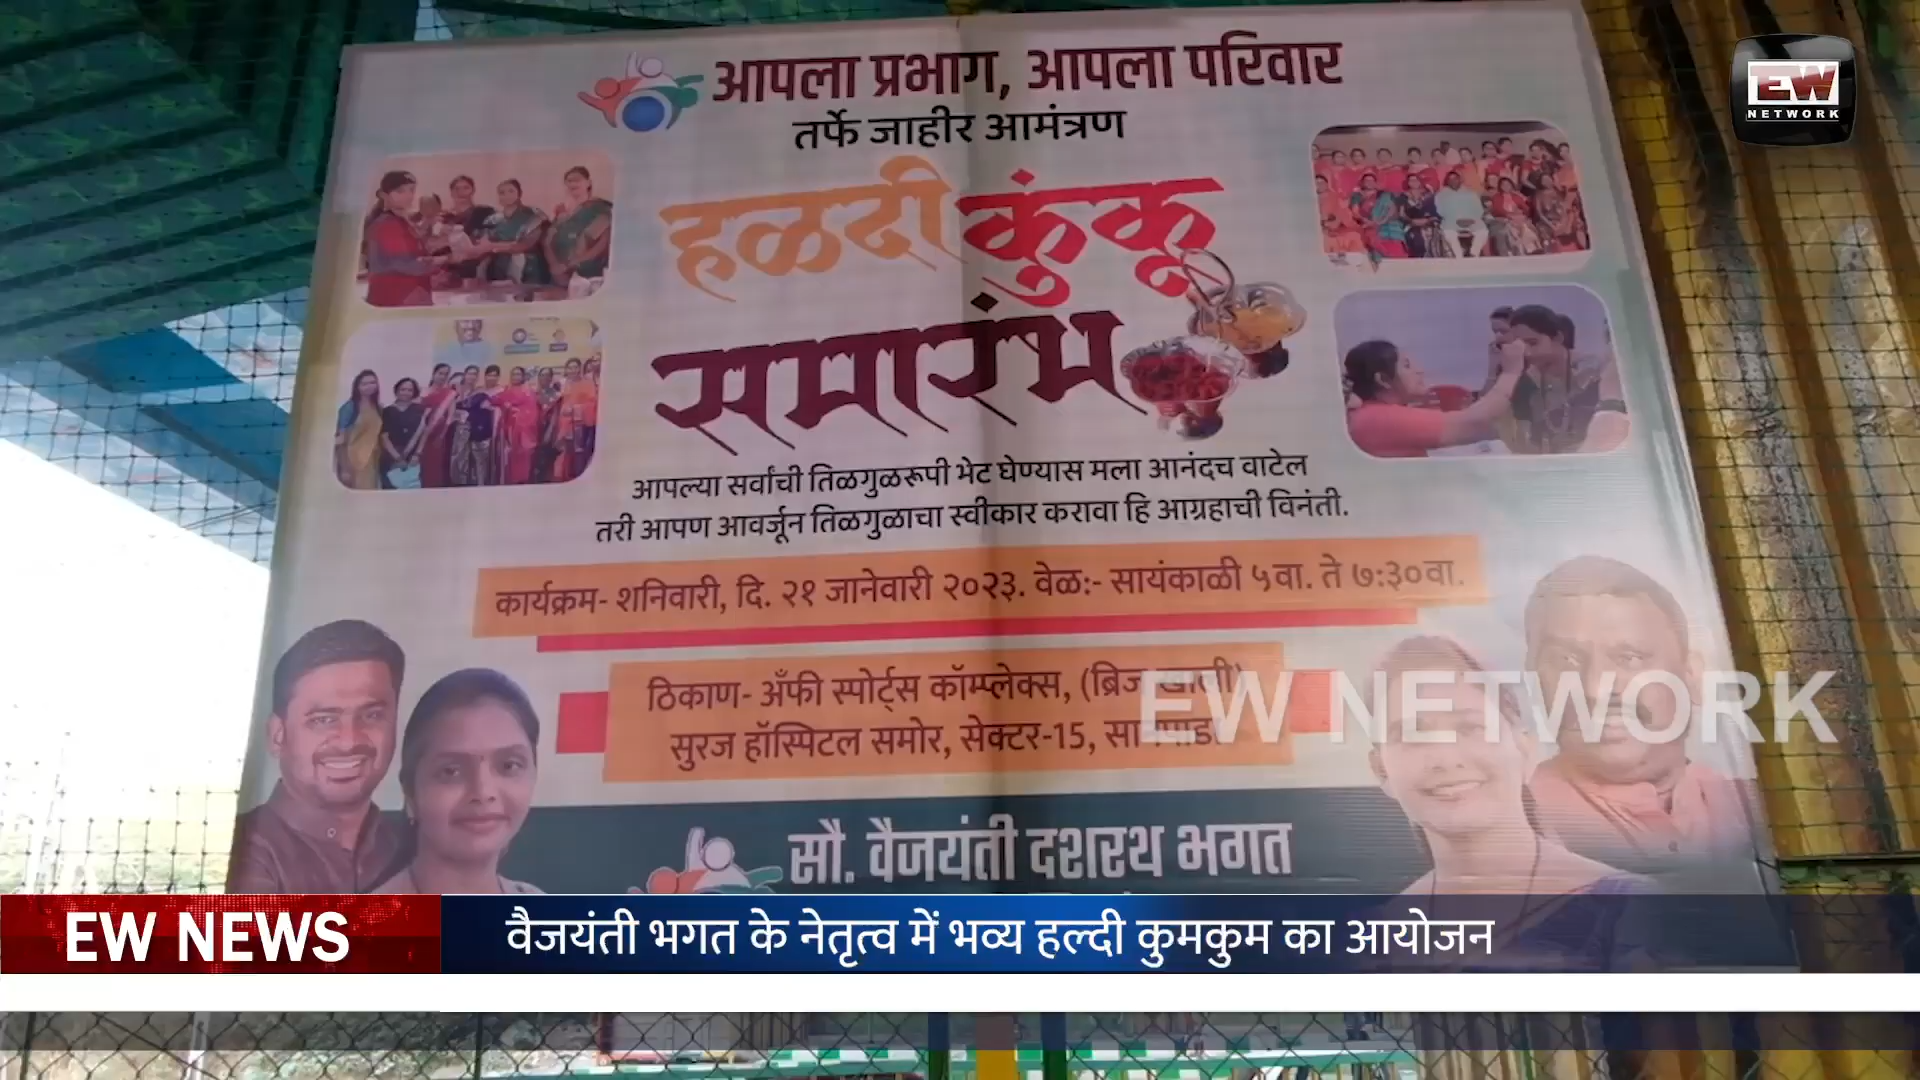 आपला प्रभाग, आपला परिवार
तर्फे जाहीर आमंत्रण
हळदी कुंकू
समारंभ
आपल्या सर्वांची तिळगुळरूपी भेट घेण्यास मला आनंदच वाटेल
तरी आपण आवर्जून तिळगुळाचा स्वीकार करावा हि आग्रहाची विनंती.
कार्यक्रम- शनिवारी, दि. २१ जानेवारी २०२३. वेळ:- सायंकाळी ५वा. ते ७:३०वा.
ठिकाण- अँफी स्पोर्ट्स कॉम्प्लेक्स, (ब्रिज खाली)
सुरज हॉस्पिटल समोर, सेक्टर-15,
सौ. वैजयंती दशरथ भगत
EW NETWORK
EW NETWORK
EW NEWS
वैजयंती भगत के नेतृत्व में भव्य हल्दी कुमकुम का आयोजन